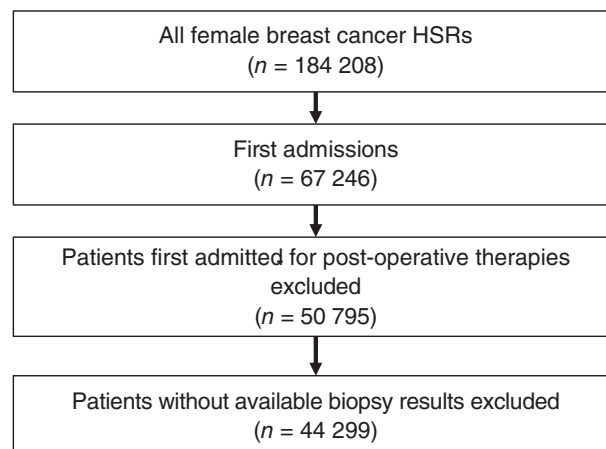 All female breast cancer HSRs
(n = 184 208)
First admissions
(n = 67 246)
Patients first admitted for post-operative therapies
excluded
(n = 50 795)
Patients without available biopsy results excluded
(n = 44 299)